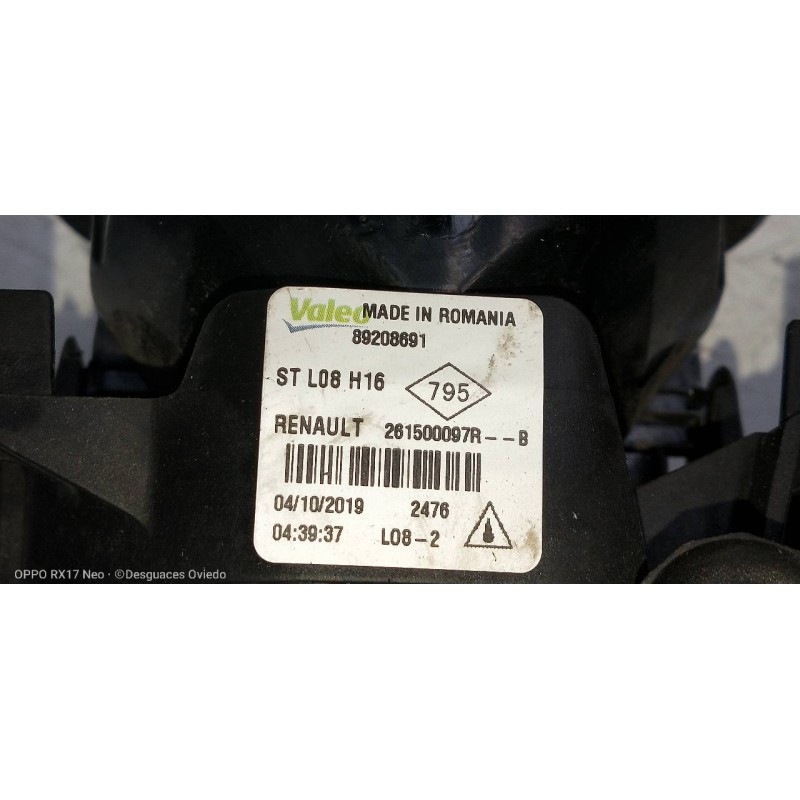 Valeo MADE IN ROMANIA
89208691
ST L08 H16 795
RENAULT 261500097R--B
04/10/2019 2476
04:39:37 L08-2
OPPO RX17 Neo · ©Desguaces Oviedo